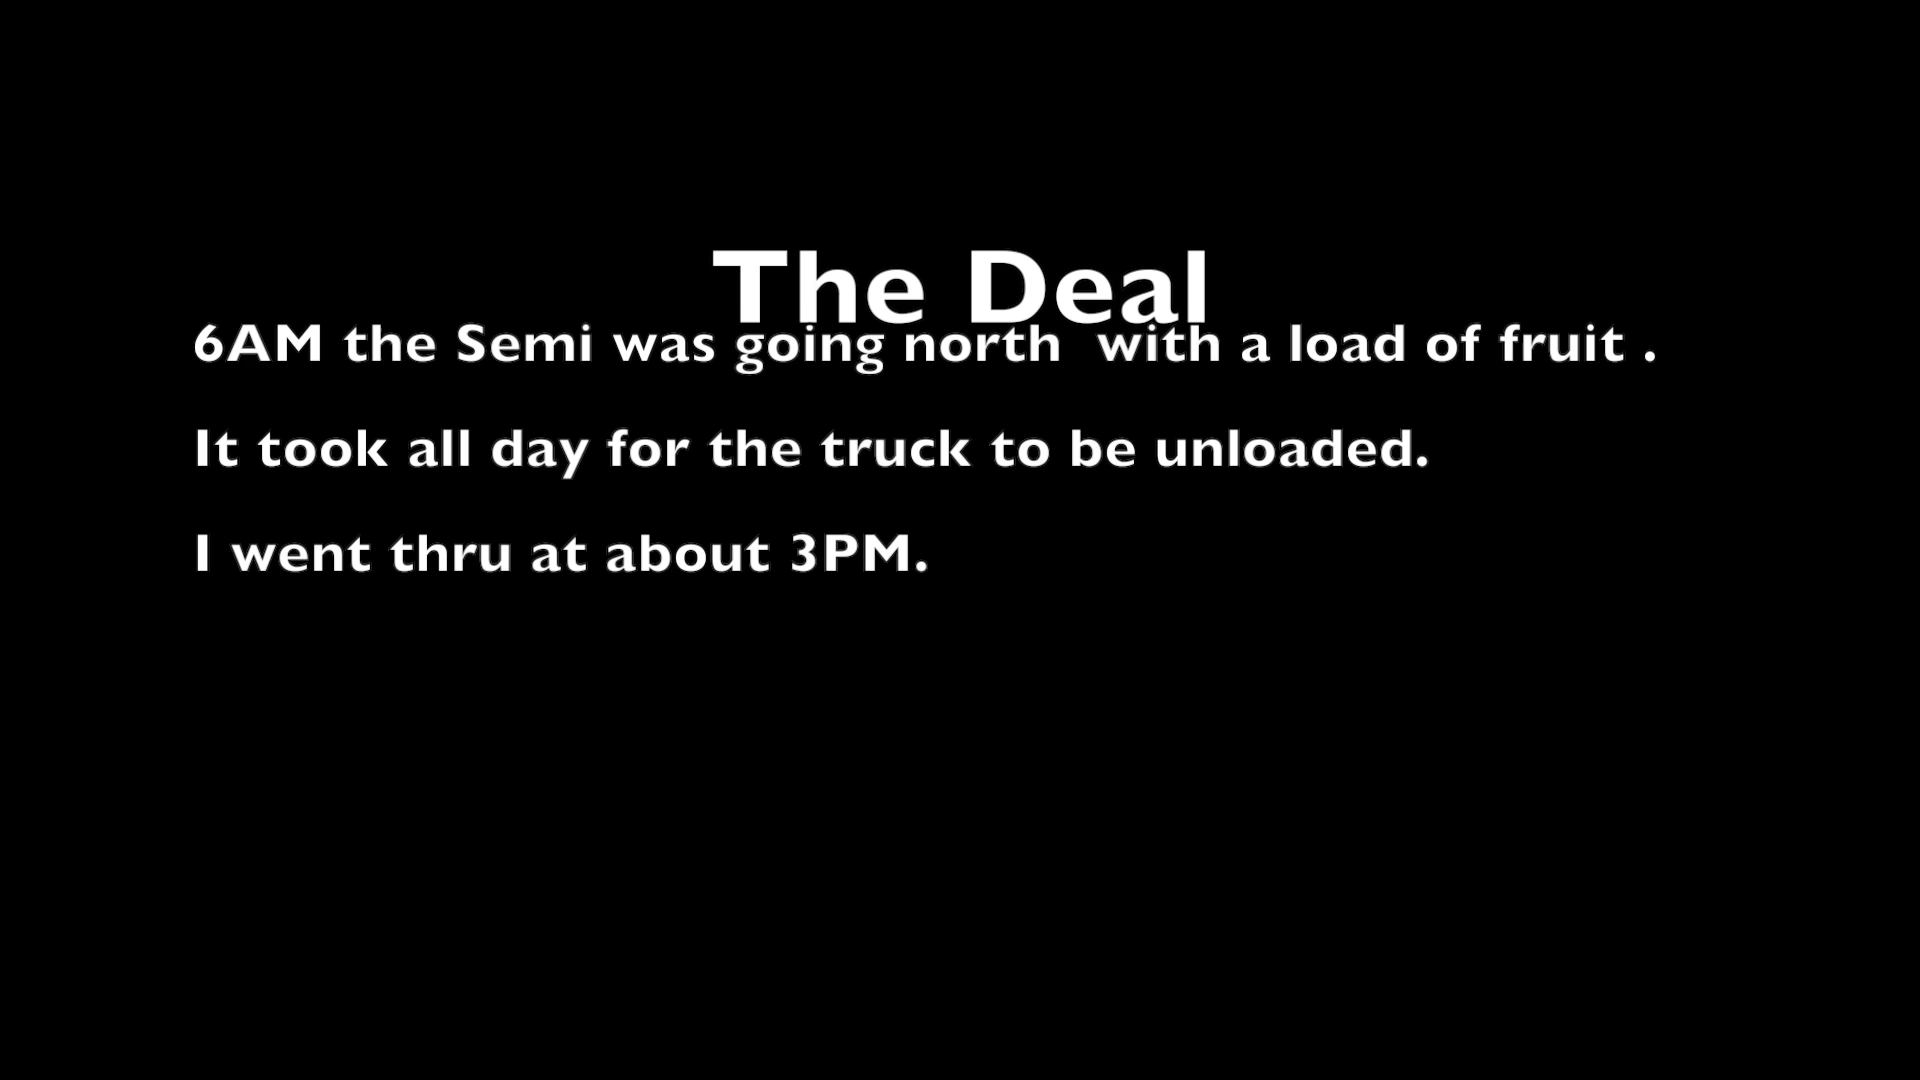 The Deal
6AM the Semi was going north  with a load of fruit .
It took all day for the truck to be unloaded.
I went thru at about 3PM.